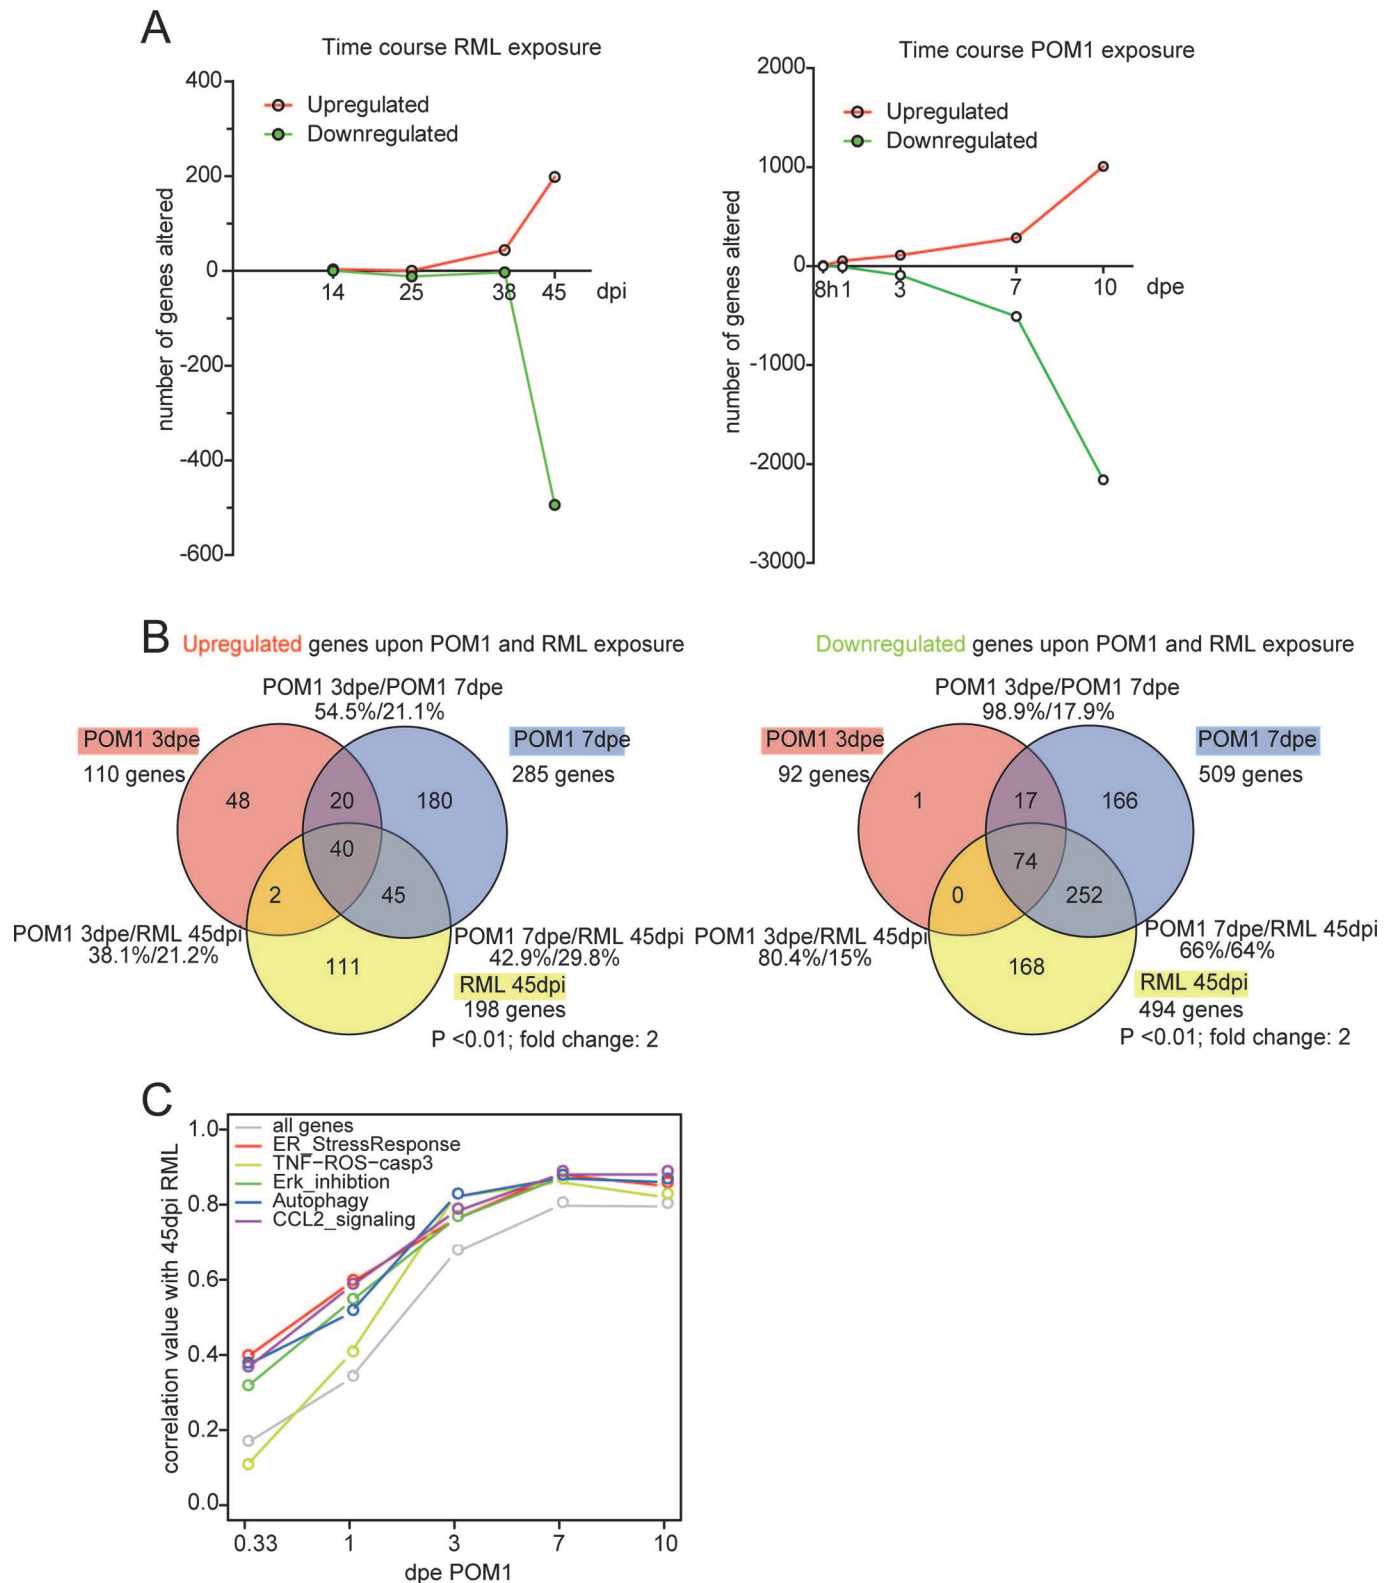 A
Time course RML exposure
400
200
0
-200
-400
-600
number of genes altered
Upregulated
Downregulated
14 25 38 45 dpi
Time course POM1 exposure
2000
1000
0
-1000
-2000
-3000
number of genes altered
Upregulated
Downregulated
8h 1 3 7 10 dpe
B
Upregulated genes upon POM1 and RML exposure
POM1 3dpe/POM1 7dpe
54.5%/21.1%
POM1 3dpe
110 genes
POM1 7dpe
285 genes
48 20 180
40
2 45
111
POM1 3dpe/RML 45dpi
38.1%/21.2%
POM1 7dpe/RML 45dpi
42.9%/29.8%
RML 45dpi
198 genes
P <0.01; fold change: 2
Downregulated genes upon POM1 and RML exposure
POM1 3dpe/POM1 7dpe
98.9%/17.9%
POM1 3dpe
92 genes
POM1 7dpe
509 genes
1 17 166
74
0 252
168
POM1 3dpe/RML 45dpi
80.4%/15%
POM1 7dpe/RML 45dpi
66%/64%
RML 45dpi
494 genes
P <0.01; fold change: 2
C
correlation value with 45dpi RML
1.0
0.8
0.6
0.4
0.2
0.0
all genes
ER_StressResponse
TNF-ROS-casp3
Erk_inhibtion
Autophagy
CCL2_signaling
0.33 1 3 7 10
dpe POM1